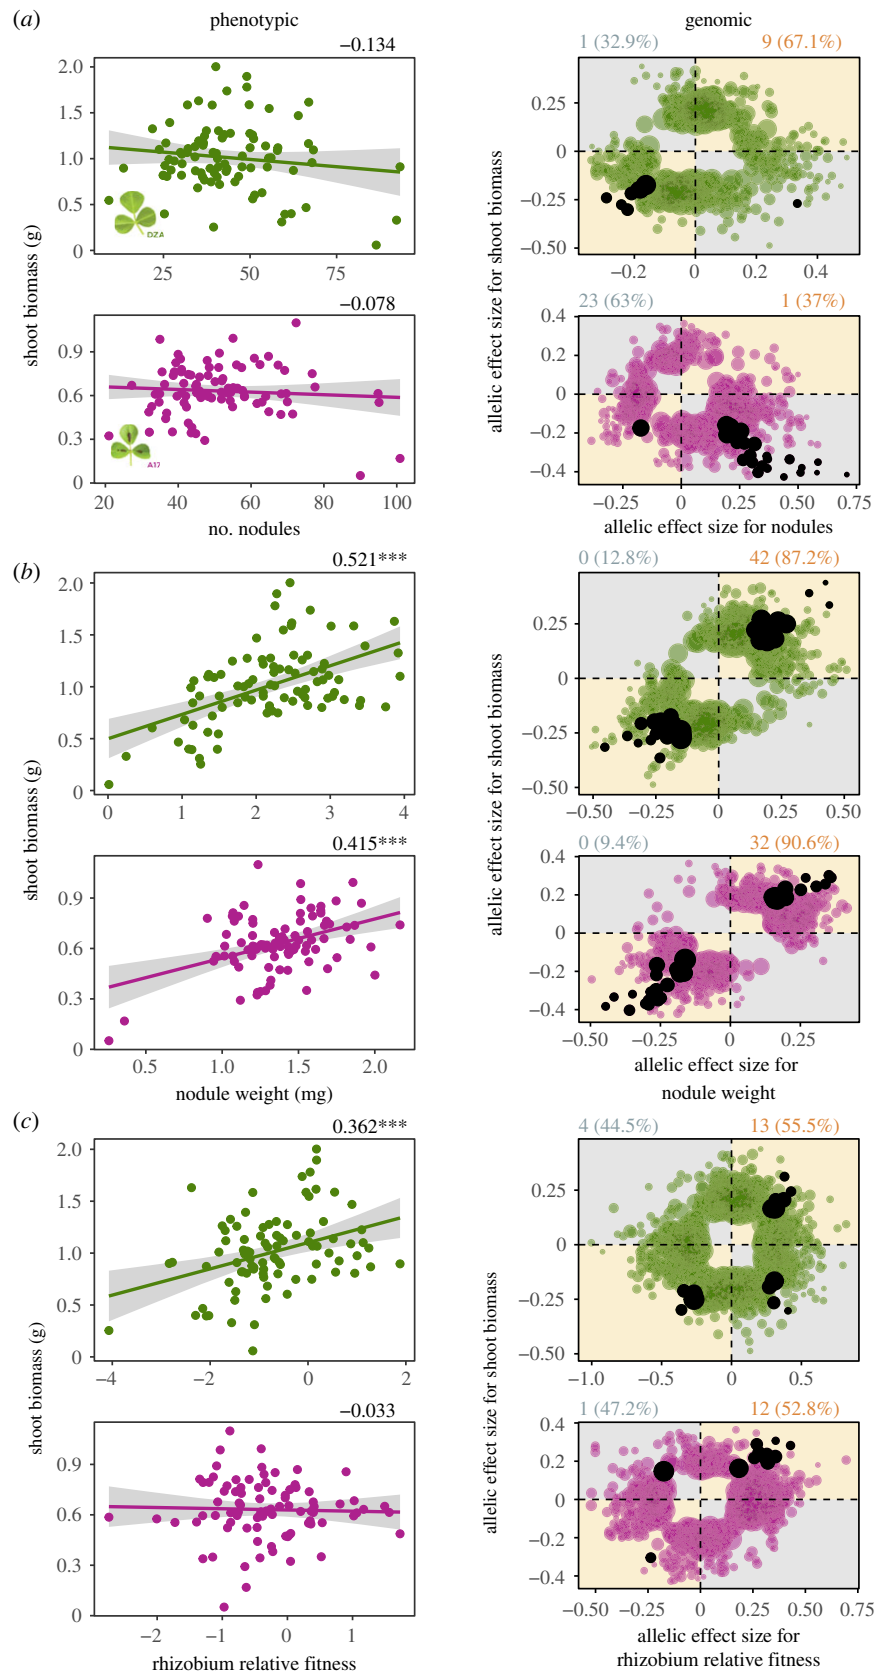 (a) phenotypic genomic
−0.134 1 (32.9%) 9 (67.1%)
2.0
1.5
1.0
0.5
0
25 50 75
DZA
0.25
0
−0.25
−0.50
−0.2 0 0.2 0.4
−0.078 23 (63%) 1 (37%)
0.9
0.6
0.3
0
20 40 60 80 100
A17
0.4
0.2
0
−0.2
−0.4
−0.25 0 0.25 0.50 0.75
shoot biomass (g)
no. nodules
allelic effect size for shoot biomass
allelic effect size for nodules
(b)
0.521*** 0 (12.8%) 42 (87.2%)
2.0
1.5
1.0
0.5
0
0 1 2 3 4
0.25
0
−0.25
−0.50
−0.50 −0.25 0 0.25 0.50
0.415*** 0 (9.4%) 32 (90.6%)
0.9
0.6
0.3
0
0.5 1.0 1.5 2.0
0.4
0.2
0
−0.2
−0.4
−0.50 −0.25 0 0.25
shoot biomass (g)
nodule weight (mg)
allelic effect size for shoot biomass
allelic effect size for
nodule weight
(c)
0.362*** 4 (44.5%) 13 (55.5%)
2.0
1.5
1.0
0.5
0
−4 −2 0 2
0.25
0
−0.25
−0.50
−1.0 −0.5 0 0.5
−0.033 1 (47.2%) 12 (52.8%)
0.9
0.6
0.3
0
−2 −1 0 1
0.4
0.2
0
−0.2
−0.4
−0.50 −0.25 0 0.25 0.50 0.75
shoot biomass (g)
rhizobium relative fitness
allelic effect size for shoot biomass
allelic effect size for
rhizobium relative fitness